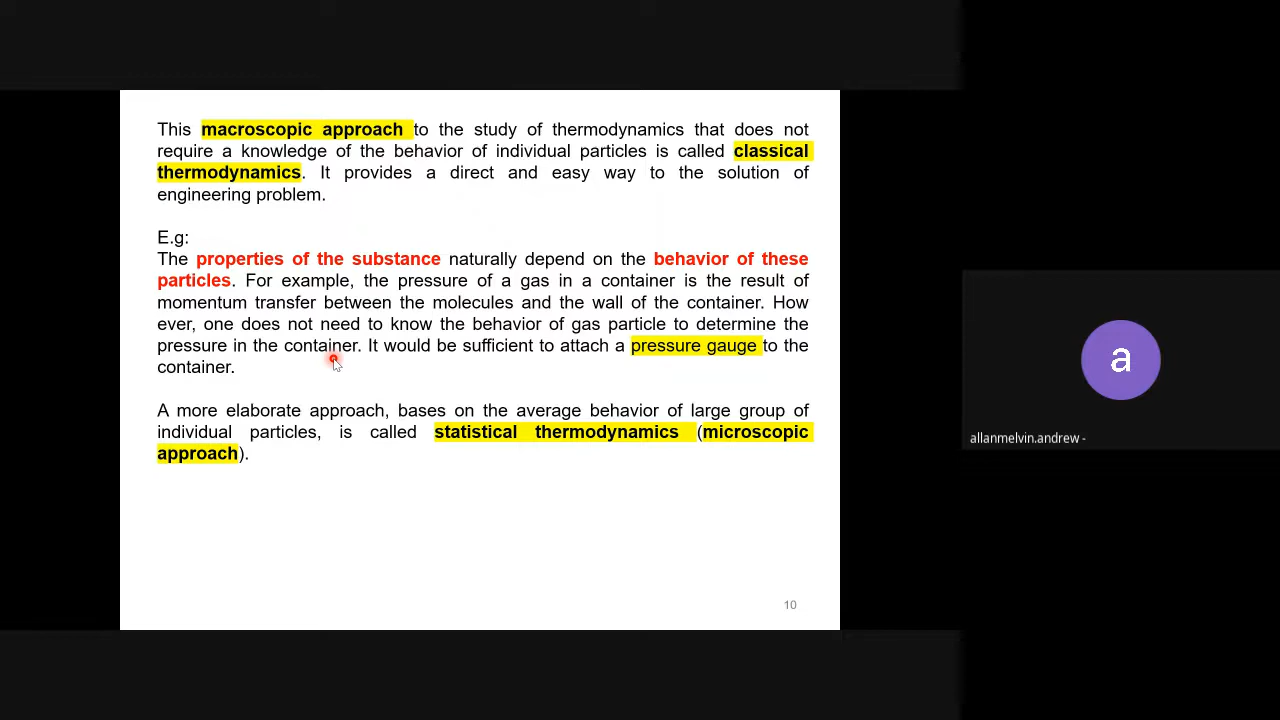 This macroscopic approach to the study of thermodynamics that does not
require a knowledge of the behavior of individual particles is called classical
thermodynamics. It provides a direct and easy way to the solution of
engineering problem.
E.g:
The properties of the substance naturally depend on the behavior of these
particles. For example, the pressure of a gas in a container is the result of
momentum transfer between the molecules and the wall of the container. How
ever, one does not need to know the behavior of gas particle to determine the
pressure in the container. It would be sufficient to attach a pressure gauge to the
container.
A more elaborate approach, bases on the average behavior of large group of
individual particles, is called statistical thermodynamics (microscopic
approach).
10
a
allanmelvin.andrew -